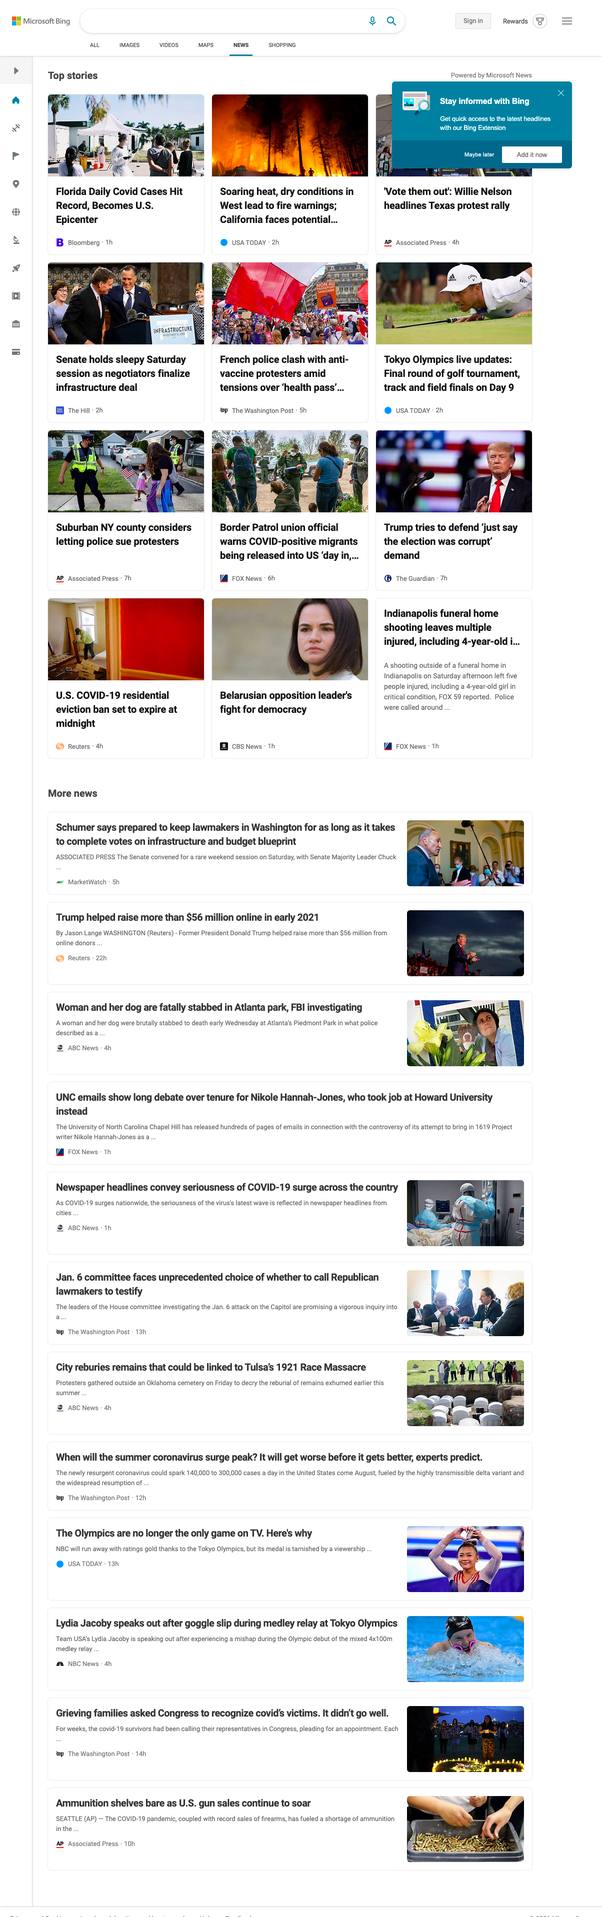 Microsoft Bing
Sign in
Rewards
ALL
IMAGES
VIDEOS
MAPS
NEWS
SHOPPING
Top stories
Powered by Microsoft News
Stay informed with Bing
Get quick access to the latest headlines
with our Bing Extension
Maybe later
Add it now
Florida Daily Covid Cases Hit
Record, Becomes U.S.
Epicenter
Bloomberg · 1h
Soaring heat, dry conditions in
West lead to fire warnings;
California faces potential…
USA TODAY · 2h
'Vote them out': Willie Nelson
headlines Texas protest rally
AP Associated Press · 4h
INFRASTRUCTURE
Senate holds sleepy Saturday
session as negotiators finalize
infrastructure deal
The Hill · 2h
French police clash with anti-
vaccine protesters amid
tensions over ‘health pass’…
wp The Washington Post · 5h
Tokyo Olympics live updates:
Final round of golf tournament,
track and field finals on Day 9
USA TODAY · 2h
Suburban NY county considers
letting police sue protesters
AP Associated Press · 7h
Border Patrol union official
warns COVID-positive migrants
being released into US ‘day in,…
FOX News · 6h
Trump tries to defend ‘just say
the election was corrupt’
demand
The Guardian · 7h
U.S. COVID-19 residential
eviction ban set to expire at
midnight
Reuters · 4h
Belarusian opposition leader's
fight for democracy
CBS News · 1h
Indianapolis funeral home
shooting leaves multiple
injured, including 4-year-old i…
A shooting outside of a funeral home in
Indianapolis on Saturday afternoon left five
people injured, including a 4-year-old girl in
critical condition, FOX 59 reported. Police
were called around ...
FOX News · 1h
More news
Schumer says prepared to keep lawmakers in Washington for as long as it takes
to complete votes on infrastructure and budget blueprint
ASSOCIATED PRESS The Senate convened for a rare weekend session on Saturday, with Senate Majority Leader Chuck
...
MarketWatch · 5h
Trump helped raise more than $56 million online in early 2021
By Jason Lange WASHINGTON (Reuters) - Former President Donald Trump helped raise more than $56 million from
online donors ...
Reuters · 22h
Woman and her dog are fatally stabbed in Atlanta park, FBI investigating
A woman and her dog were brutally stabbed to death early Wednesday at Atlanta's Piedmont Park in what police
described as a ...
ABC News · 4h
UNC emails show long debate over tenure for Nikole Hannah-Jones, who took job at Howard University
instead
The University of North Carolina Chapel Hill has released hundreds of pages of emails in connection with the controversy of its attempt to bring in 1619 Project
writer Nikole Hannah-Jones as a ...
FOX News · 1h
Newspaper headlines convey seriousness of COVID-19 surge across the country
As COVID-19 surges nationwide, the seriousness of the virus's latest wave is reflected in newspaper headlines from
cities ...
ABC News · 1h
Jan. 6 committee faces unprecedented choice of whether to call Republican
lawmakers to testify
The leaders of the House committee investigating the Jan. 6 attack on the Capitol are promising a vigorous inquiry into
a ...
wp The Washington Post · 13h
City reburies remains that could be linked to Tulsa’s 1921 Race Massacre
Protesters gathered outside an Oklahoma cemetery on Friday to decry the reburial of remains exhumed earlier this
summer ...
ABC News · 4h
When will the summer coronavirus surge peak? It will get worse before it gets better, experts predict.
The newly resurgent coronavirus could spark 140,000 to 300,000 cases a day in the United States come August, fueled by the highly transmissible delta variant and
the widespread resumption of ...
wp The Washington Post · 12h
The Olympics are no longer the only game on TV. Here's why
NBC will run away with ratings gold thanks to the Tokyo Olympics, but its medal is tarnished by a viewership ...
USA TODAY · 13h
Lydia Jacoby speaks out after goggle slip during medley relay at Tokyo Olympics
Team USA's Lydia Jacoby is speaking out after experiencing a mishap during the Olympic debut of the mixed 4x100m
medley relay ...
NBC News · 4h
Grieving families asked Congress to recognize covid’s victims. It didn’t go well.
For weeks, the covid-19 survivors had been calling their representatives in Congress, pleading for an appointment. Each
...
wp The Washington Post · 14h
Ammunition shelves bare as U.S. gun sales continue to soar
SEATTLE (AP) — The COVID-19 pandemic, coupled with record sales of firearms, has fueled a shortage of ammunition
in the ...
AP Associated Press · 10h